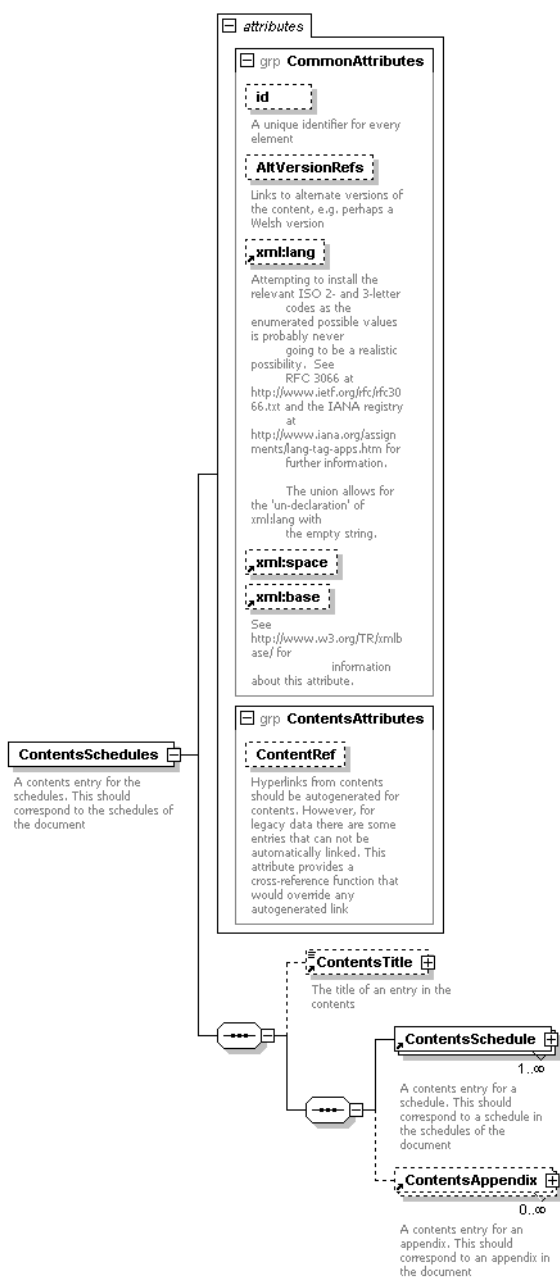 attributes
grp CommonAttributes
id
A unique identifier for every
element
AltVersionRefs
Links to alternate versions of
the content, e.g. perhaps a
Welsh version
xml:lang
Attempting to install the
relevant ISO 2- and 3-letter
codes as the
enumerated possible values
is probably never
going to be a realistic
possibility.  See
RFC 3066 at
http://www.ietf.org/rfc/rfc30
66.txt and the IANA registry
at
http://www.iana.org/assign
ments/lang-tag-apps.htm for
further information.
The union allows for
the 'un-declaration' of
xml:lang with
the empty string.
xml:space
xml:base
See
http://www.w3.org/TR/xmlb
ase/ for
information
about this attribute.
grp ContentsAttributes
ContentRef
Hyperlinks from contents
should be autogenerated for
contents. However, for
legacy data there are some
entries that can not be
automatically linked. This
attribute provides a
cross-reference function that
would override any
autogenerated link
ContentsSchedules
A contents entry for the
schedules. This should
correspond to the schedules of
the document
ContentsTitle
The title of an entry in the
contents
ContentsSchedule
1..∞
A contents entry for a
schedule. This should
correspond to a schedule in
the schedules of the
document
ContentsAppendix
0..∞
A contents entry for an
appendix. This should
correspond to an appendix in
the document